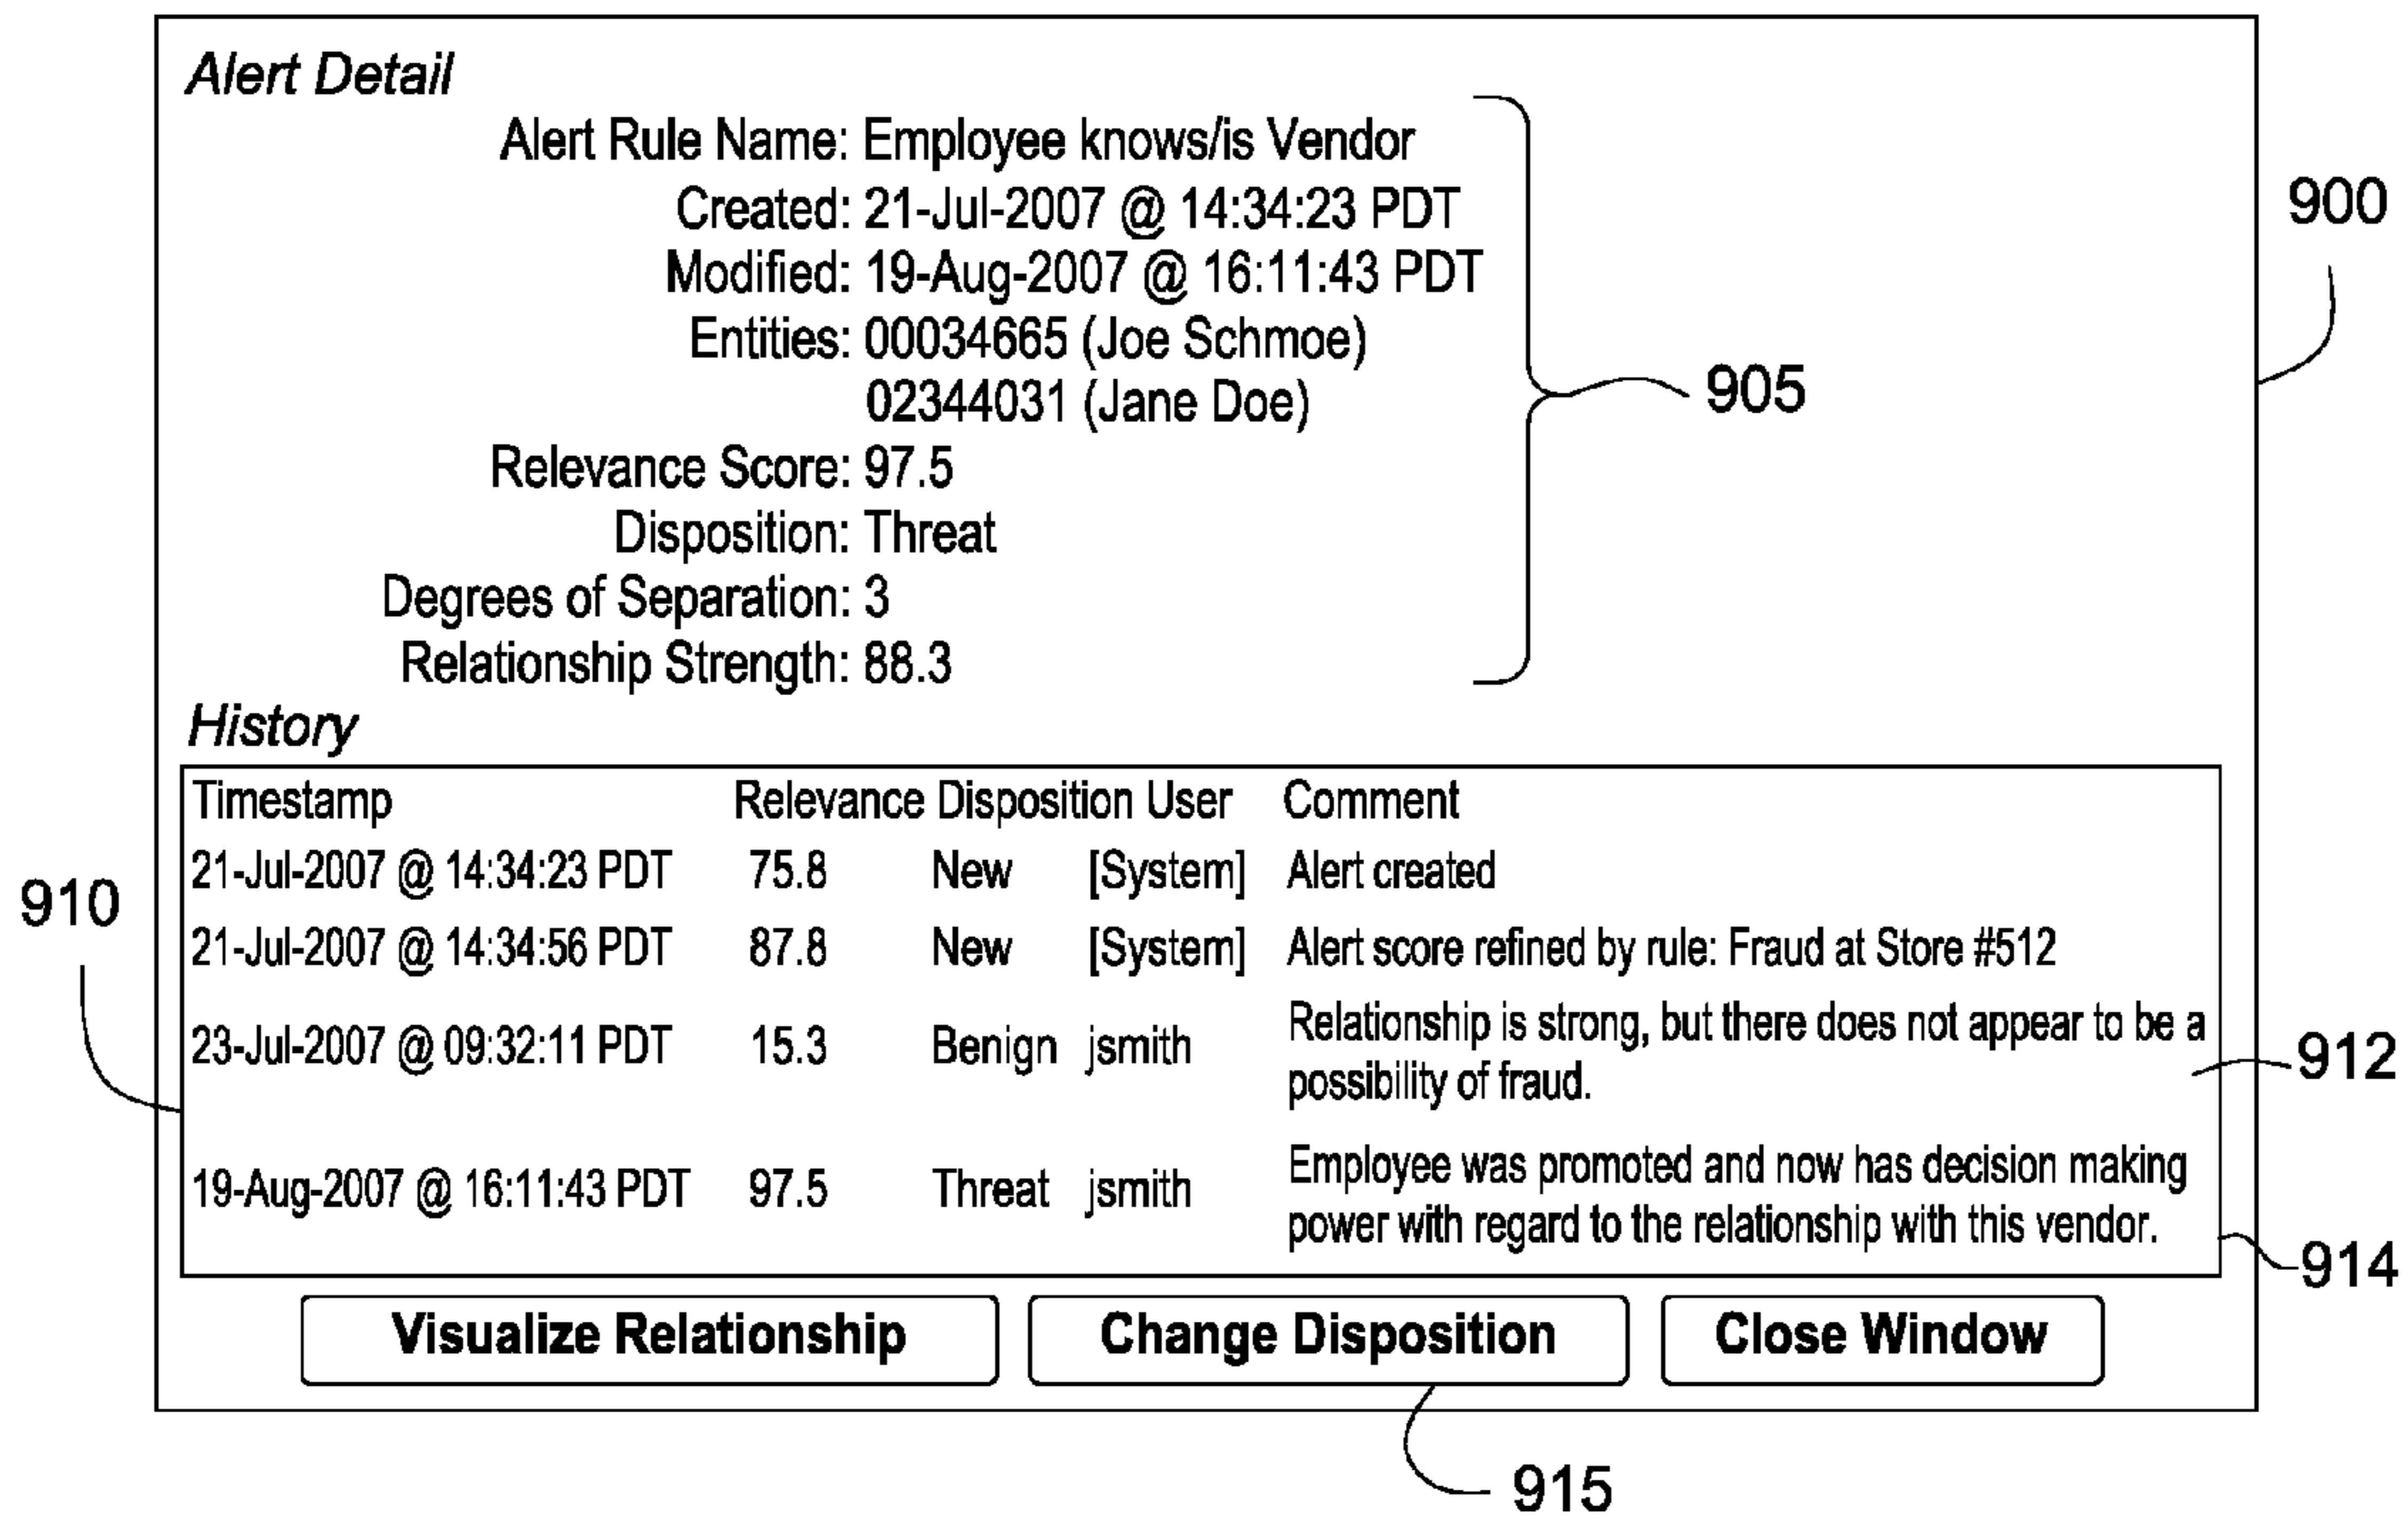 Alert Detail
Alert Rule Name: Employee knows/is Vendor
Created: 21-Jul-2007 @ 14:34:23 PDT
900
Modified: 19-Aug-2007 @ 16:11:43 PDT
Entities: 00034665 (Joe Schmoe)
02344031 (Jane Doe)
905
Relevance Score: 97.5
Disposition: Threat
Degrees of Separation: 3
Relationship Strength: 88.3
History
Timestamp Relevance Disposition User Comment
21-Jul-2007 @ 14:34:23 PDT 75.8 New [System] Alert created
910
21-Jul-2007 @ 14:34:56 PDT 87.8 New [System] Alert score refined by rule: Fraud at Store #512
23-Jul-2007 @ 09:32:11 PDT 15.3 Benign jsmith Relationship is strong, but there does not appear to be a
possibility of fraud.
912
19-Aug-2007 @ 16:11:43 PDT 97.5 Threat jsmith Employee was promoted and now has decision making
power with regard to the relationship with this vendor.
914
Visualize Relationship Change Disposition Close Window
915